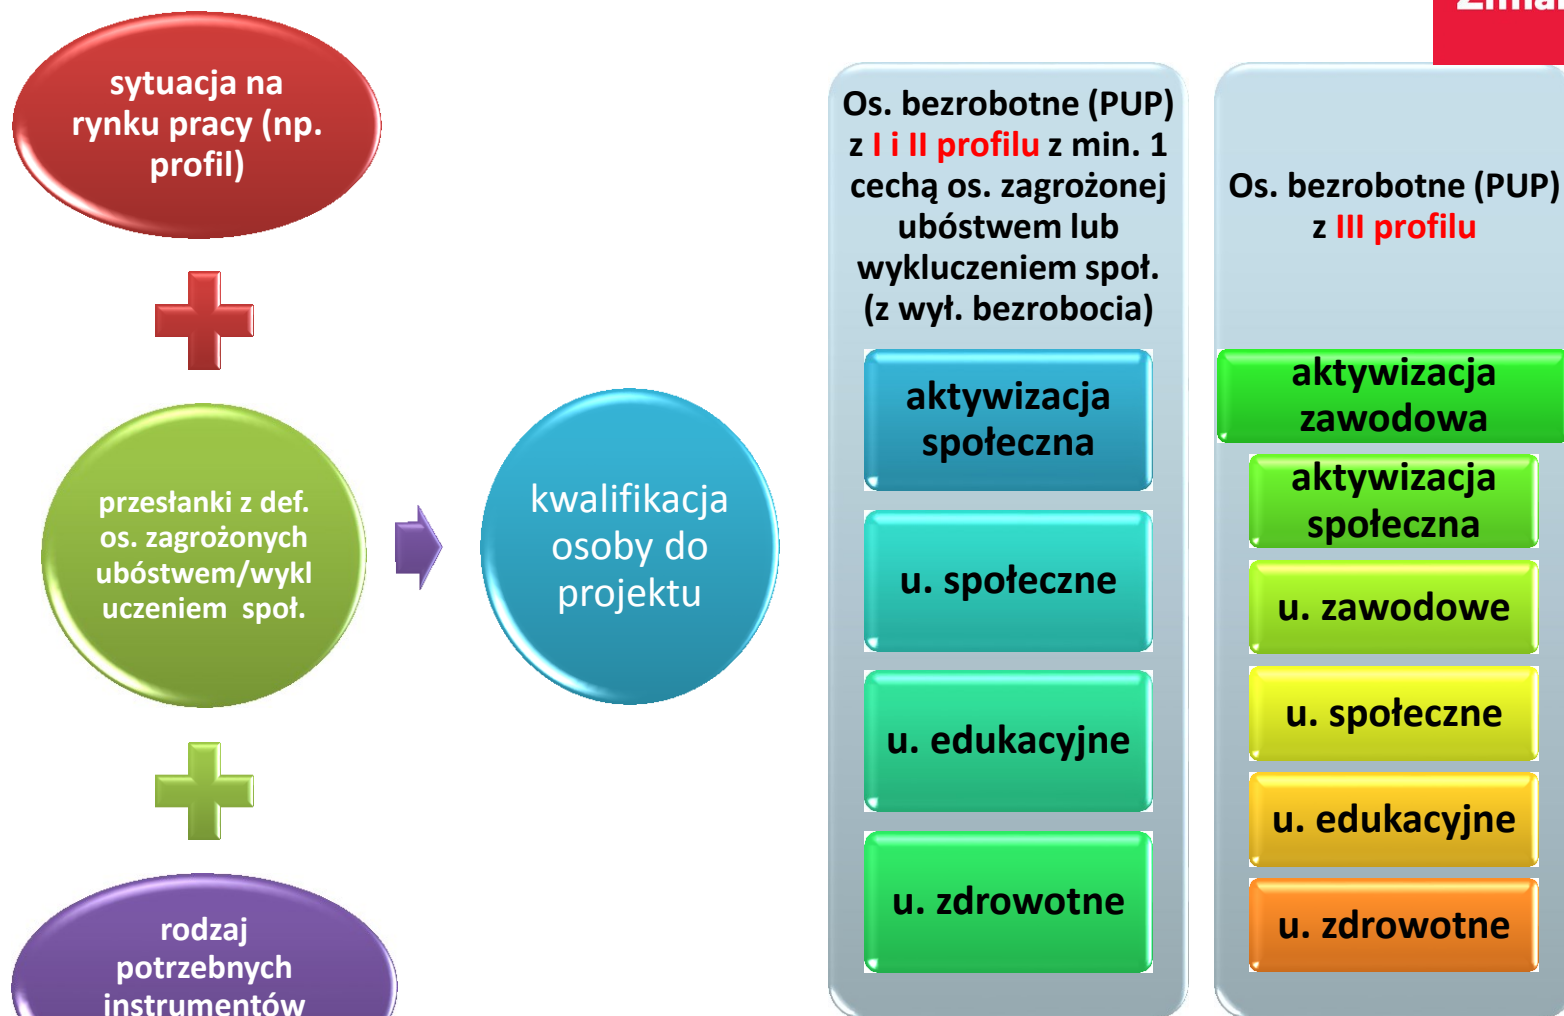 sytuacja na
rynku pracy (np.
profil)
przesłanki z def.
os. zagrożonych
ubóstwem/wykl
uczeniem społ.
rodzaj
potrzebnych
instrumentów
kwalifikacja
osoby do
projektu
Os. bezrobotne (PUP)
z I i II profilu z min. 1
cechą os. zagrożonej
ubóstwem lub
wykluczeniem społ.
(z wył. bezrobocia)
aktywizacja
społeczna
u. społeczne
u. edukacyjne
u. zdrowotne
Os. bezrobotne (PUP)
z III profilu
aktywizacja
zawodowa
aktywizacja
społeczna
u. zawodowe
u. społeczne
u. edukacyjne
u. zdrowotne